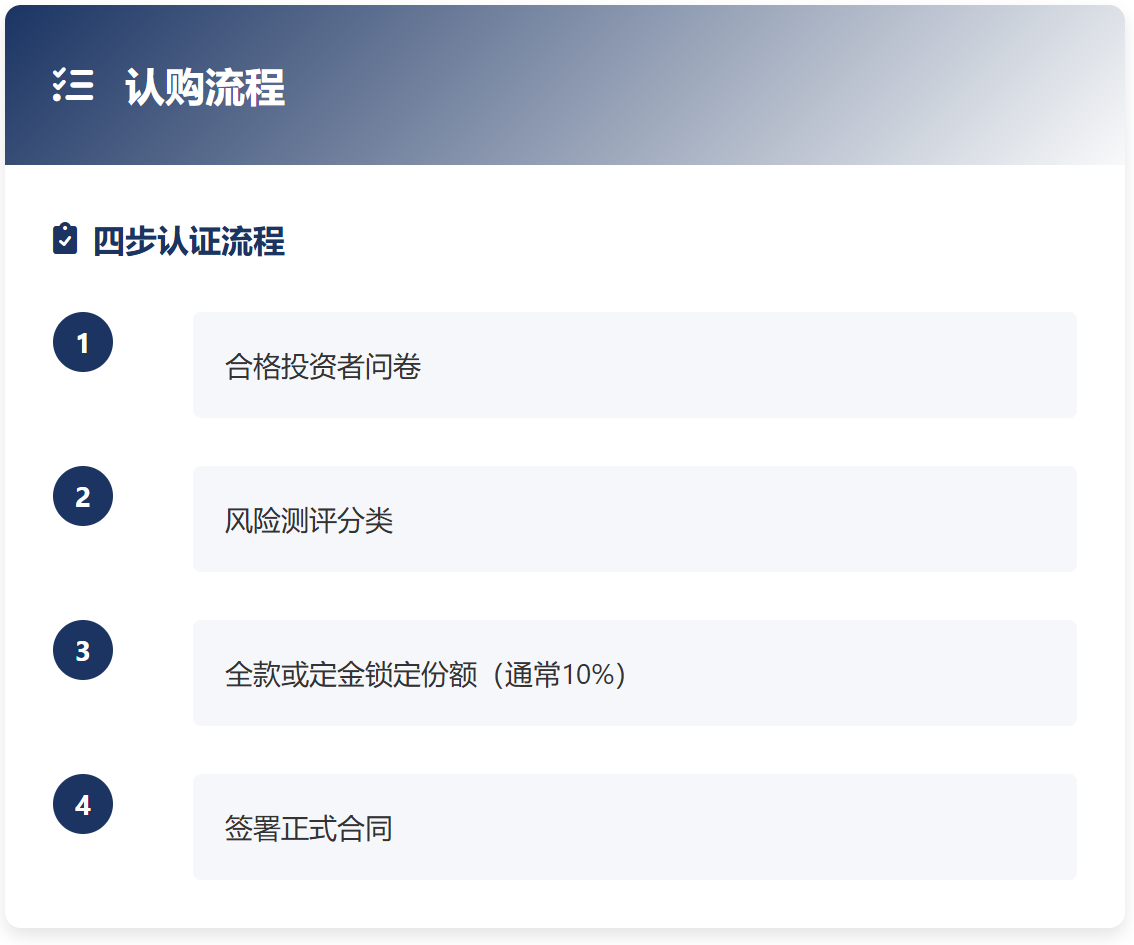 认购流程
四步认证流程
1
合格投资者问卷
2
风险测评分类
3
全款或定金锁定份额（通常10%）
4
签署正式合同